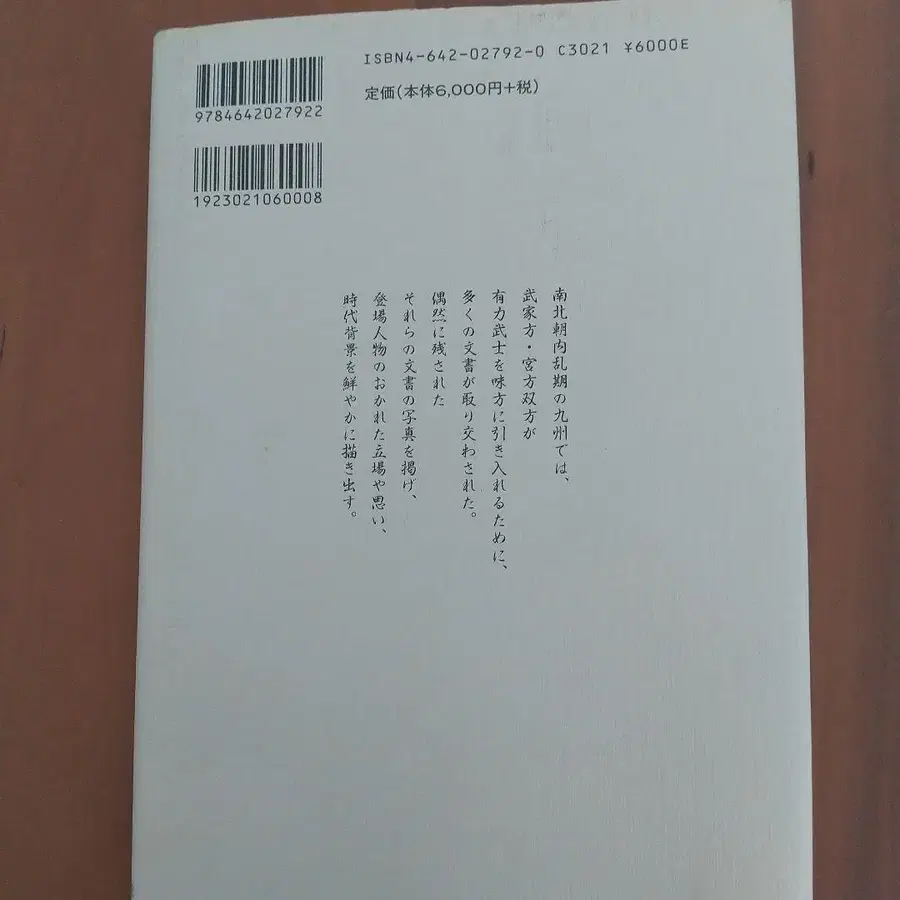 ISBN4-642-02792-0 C3021 ¥6000E
定価(本体6,000円+税)
9784642027922
1923021060008
南北朝内乱期の九州では、
武家方・宮方双方が
有力武士を味方に引き入れるために、
多くの文書が取り交わされた。
偶然に残された
それらの文書の写真を掲げ、
登場人物のおかれた立場や思い、
時代背景を鮮やかに描き出す。